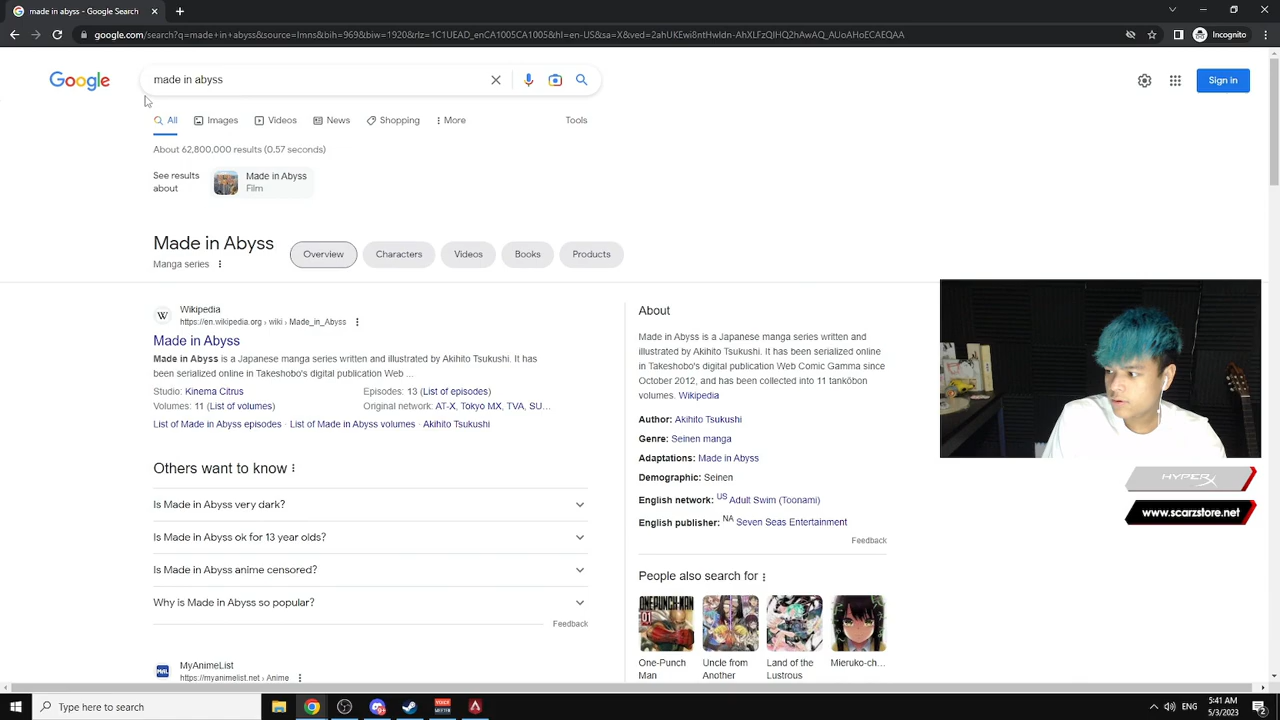 made in abyss - Google Search
google.com/search?q=made+in+abyss&source=lmns&bih=969&biw=1920&rlz=1C1UEAD_enCA1005CA1005&hl=en-US&sa=X&ved=2ahUKEwi8ntHwldn-AhXLFzQIHQ2hAwAQ_AUoAHoECAEQAA
Incognito
Google
made in abyss
Sign in
All
Images
Videos
News
Shopping
More
Tools
About 62,800,000 results (0.57 seconds)
See results about
Made in Abyss
Film
Made in Abyss
Manga series
Overview
Characters
Videos
Books
Products
Wikipedia
https://en.wikipedia.org › wiki › Made_in_Abyss
Made in Abyss
Made in Abyss is a Japanese manga series written and illustrated by Akihito Tsukushi. It has
been serialized online in Takeshobo's digital publication Web ...
Studio: Kinema Citrus
Episodes: 13 (List of episodes)
Volumes: 11 (List of volumes)
Original network: AT-X, Tokyo MX, TVA, SU...
List of Made in Abyss episodes · List of Made in Abyss volumes · Akihito Tsukushi
Others want to know
Is Made in Abyss very dark?
Is Made in Abyss ok for 13 year olds?
Is Made in Abyss anime censored?
Why is Made in Abyss so popular?
Feedback
MyAnimeList
https://myanimelist.net › Anime
About
Made in Abyss is a Japanese manga series written and
illustrated by Akihito Tsukushi. It has been serialized online
in Takeshobo's digital publication Web Comic Gamma since
October 2012, and has been collected into 11 tankōbon
volumes. Wikipedia
Author: Akihito Tsukushi
Genre: Seinen manga
Adaptations: Made in Abyss
Demographic: Seinen
English network: US Adult Swim (Toonami)
English publisher: NA Seven Seas Entertainment
Feedback
People also search for
ONE PUNCH-MAN
01
One-Punch
Man
Uncle from
Another
Land of the
Lustrous
Mieruko-ch...
HYPERX
www.scarzstore.net
Type here to search
ENG
5:41 AM
5/3/2023
2